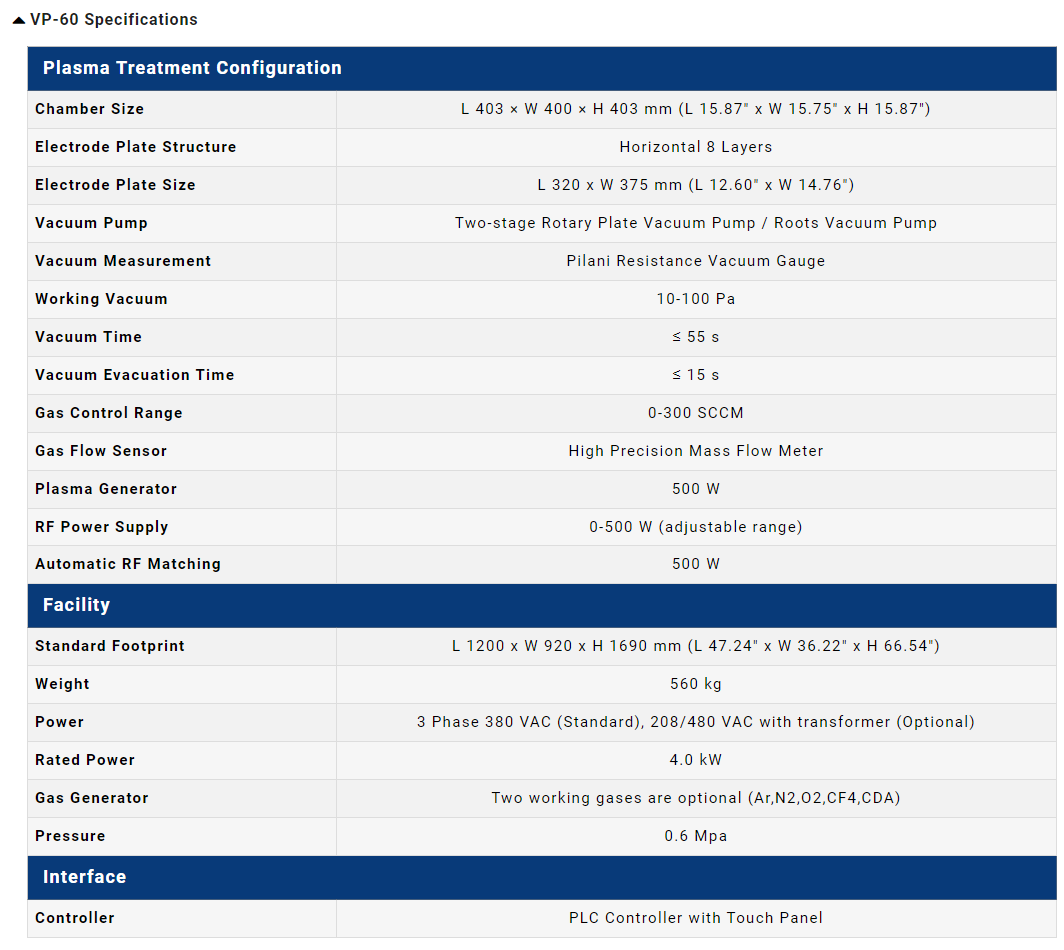 VP-60 Specifications
Plasma Treatment Configuration
Chamber Size L 403 × W 400 × H 403 mm (L 15.87" x W 15.75" x H 15.87")
Electrode Plate Structure Horizontal 8 Layers
Electrode Plate Size L 320 x W 375 mm (L 12.60" x W 14.76")
Vacuum Pump Two-stage Rotary Plate Vacuum Pump / Roots Vacuum Pump
Vacuum Measurement Pilani Resistance Vacuum Gauge
Working Vacuum 10-100 Pa
Vacuum Time ≤ 55 s
Vacuum Evacuation Time ≤ 15 s
Gas Control Range 0-300 SCCM
Gas Flow Sensor High Precision Mass Flow Meter
Plasma Generator 500 W
RF Power Supply 0-500 W (adjustable range)
Automatic RF Matching 500 W
Facility
Standard Footprint L 1200 x W 920 x H 1690 mm (L 47.24" x W 36.22" x H 66.54")
Weight 560 kg
Power 3 Phase 380 VAC (Standard), 208/480 VAC with transformer (Optional)
Rated Power 4.0 kW
Gas Generator Two working gases are optional (Ar,N2,O2,CF4,CDA)
Pressure 0.6 Mpa
Interface
Controller PLC Controller with Touch Panel